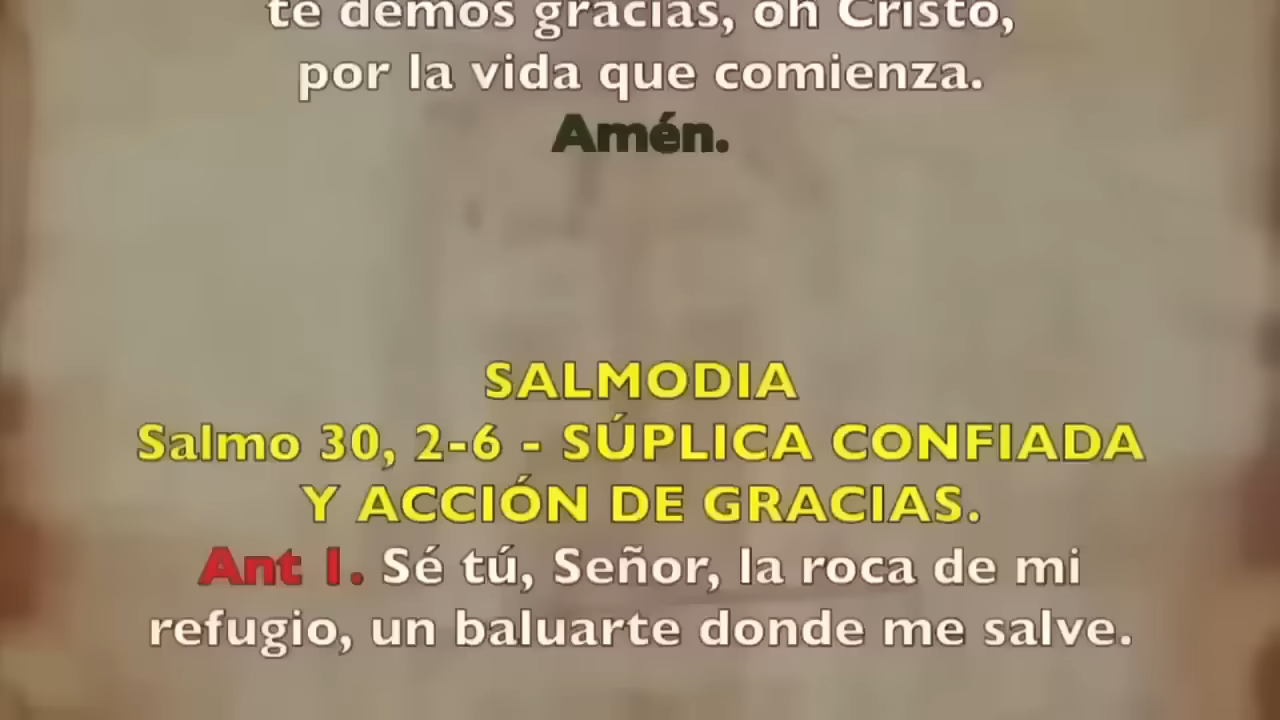 te demos gracias, oh Cristo,
por la vida que comienza.
Amén.
SALMODIA
Salmo 30, 2-6 - SÚPLICA CONFIADA
Y ACCIÓN DE GRACIAS.
Ant 1. Sé tú, Señor, la roca de mi
refugio, un baluarte donde me salve.